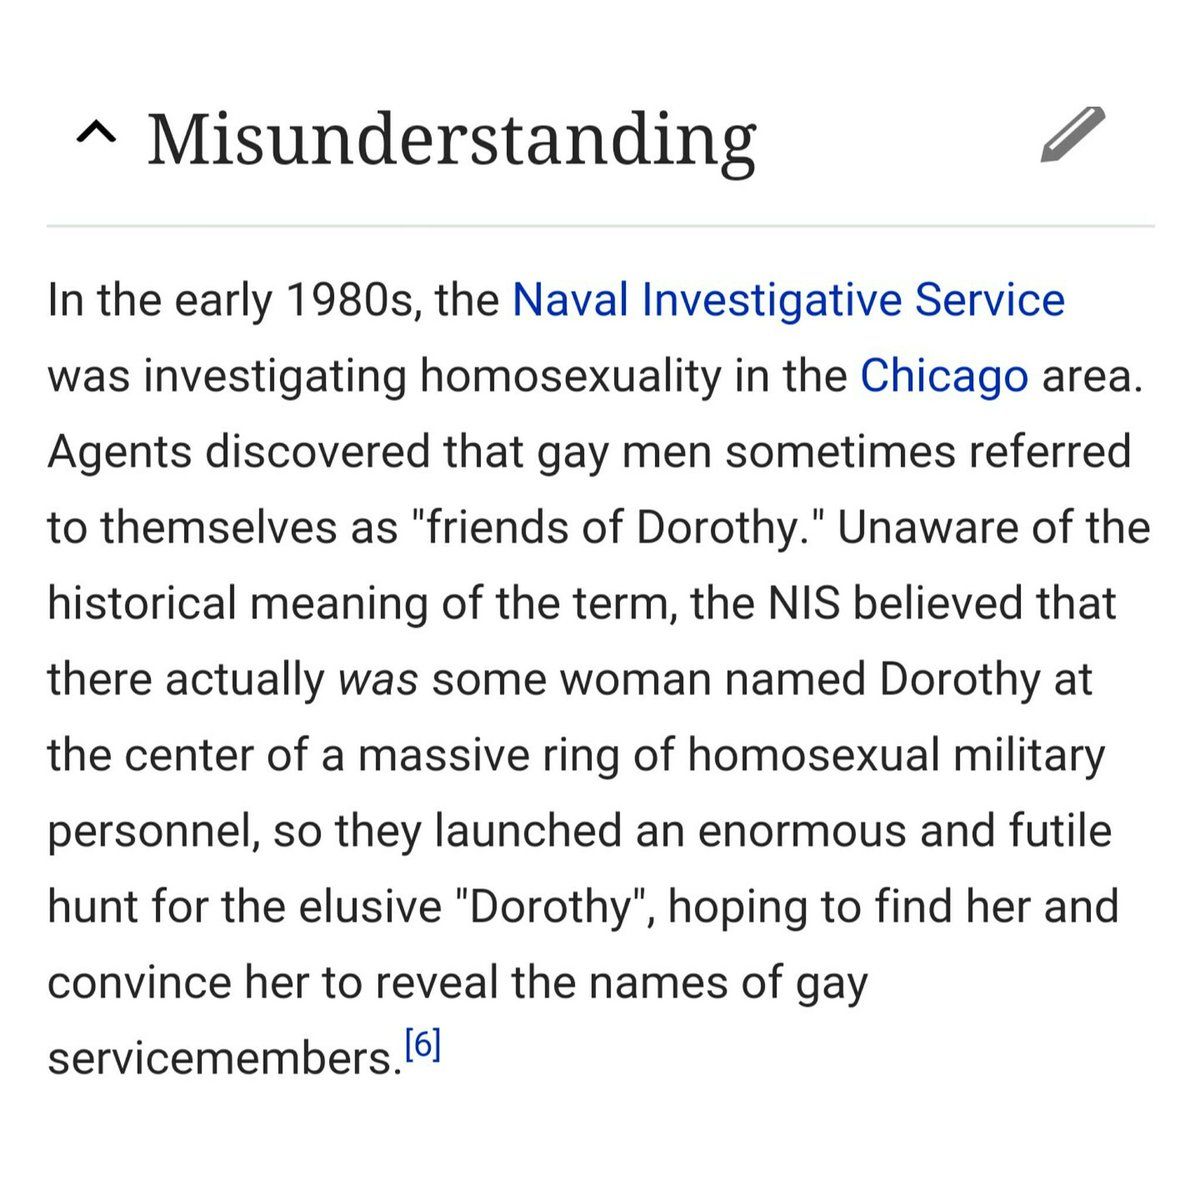 Misunderstanding
In the early 1980s, the Naval Investigative Service
was investigating homosexuality in the Chicago area.
Agents discovered that gay men sometimes referred
to themselves as "friends of Dorothy." Unaware of the
historical meaning of the term, the NIS believed that
there actually was some woman named Dorothy at
the center of a massive ring of homosexual military
personnel, so they launched an enormous and futile
hunt for the elusive "Dorothy", hoping to find her and
convince her to reveal the names of gay
servicemembers.[6]